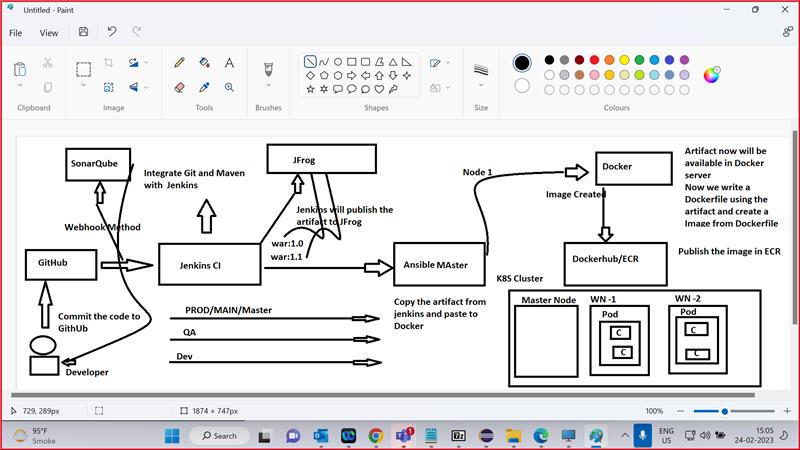 Untitled - Paint
File
View
Clipboard
Image
Tools
Brushes
Shapes
Size
Colours
SonarQube
Integrate Git and Maven
with Jenkins
JFrog
Node 1
Docker
Artifact now will be
available in Docker
server
Now we write a
Dockerfile using the
artifact and create a
Image from Dockerfile
Image Created
Webhook Method
Jenkins will publish the
artifact to JFrog
war:1.0
war:1.1
GitHub
Jenkins CI
Ansible MAster
Dockerhub/ECR
Publish the image in ECR
K8S Cluster
Master Node
WN -1
WN -2
Pod
Pod
C
C
C
C
Copy the artifact from
jenkins and paste to
Docker
Commit the code to
GithUb
PROD/MAIN/Master
QA
Dev
Developer
729, 289px
1874 × 747px
100%
95°F
Smoke
Search
1
ENG
US
15:05
24-02-2023